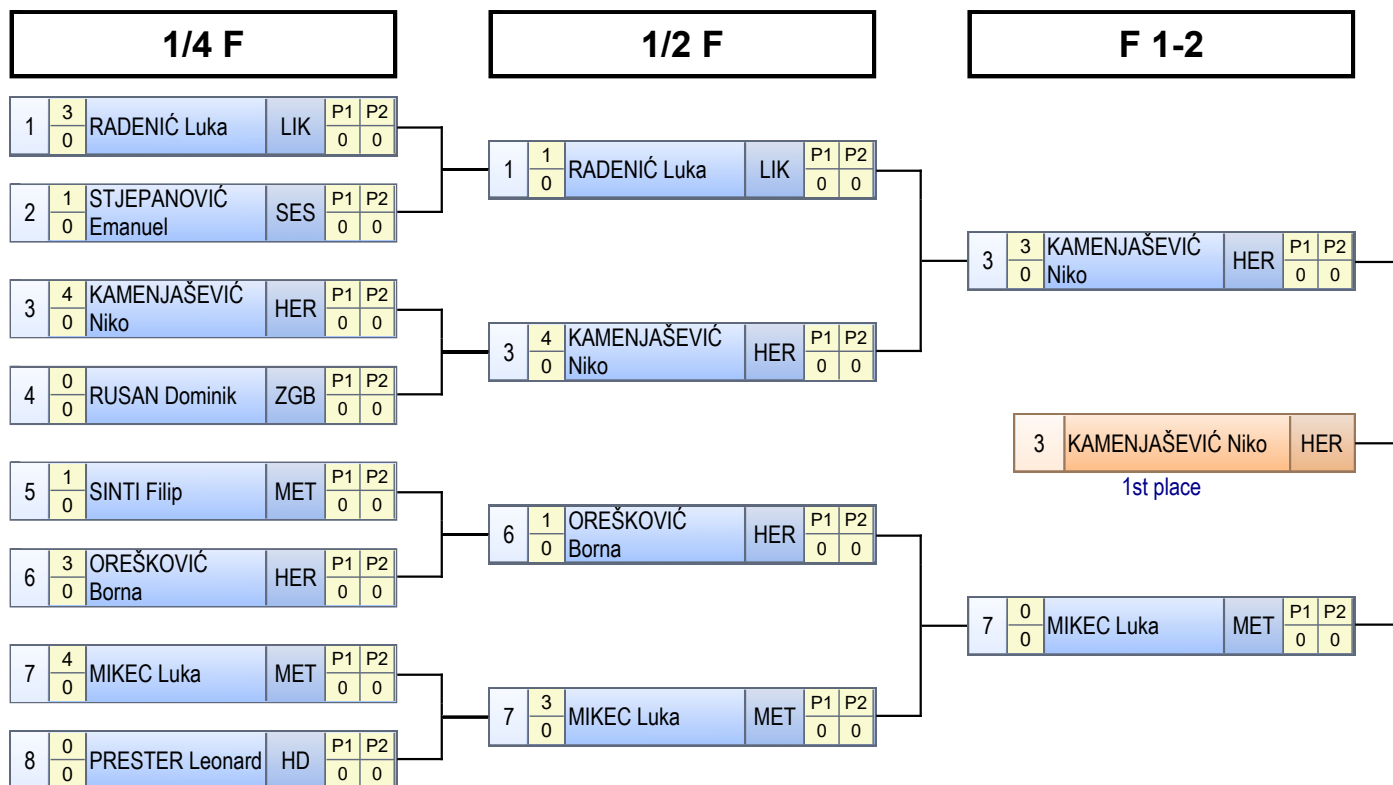 1/4 F
1/2 F
F 1-2
1 3 RADENIĆ Luka LIK P1 P2
0 0 0
2 1 STJEPANOVIĆ SES P1 P2
0 Emanuel 0 0
3 4 KAMENJAŠEVIĆ HER P1 P2
0 Niko 0 0
4 0 RUSAN Dominik ZGB P1 P2
0 0 0
5 1 SINTI Filip MET P1 P2
0 0 0
6 3 OREŠKOVIĆ HER P1 P2
0 Borna 0 0
7 4 MIKEC Luka MET P1 P2
0 0 0
8 0 PRESTER Leonard HD P1 P2
0 0 0
1 1 RADENIĆ Luka LIK P1 P2
0 0 0
3 4 KAMENJAŠEVIĆ HER P1 P2
0 Niko 0 0
6 1 OREŠKOVIĆ HER P1 P2
0 Borna 0 0
7 3 MIKEC Luka MET P1 P2
0 0 0
3 3 KAMENJAŠEVIĆ HER P1 P2
0 Niko 0 0
3 KAMENJAŠEVIĆ Niko HER
1st place
7 0 MIKEC Luka MET P1 P2
0 0 0